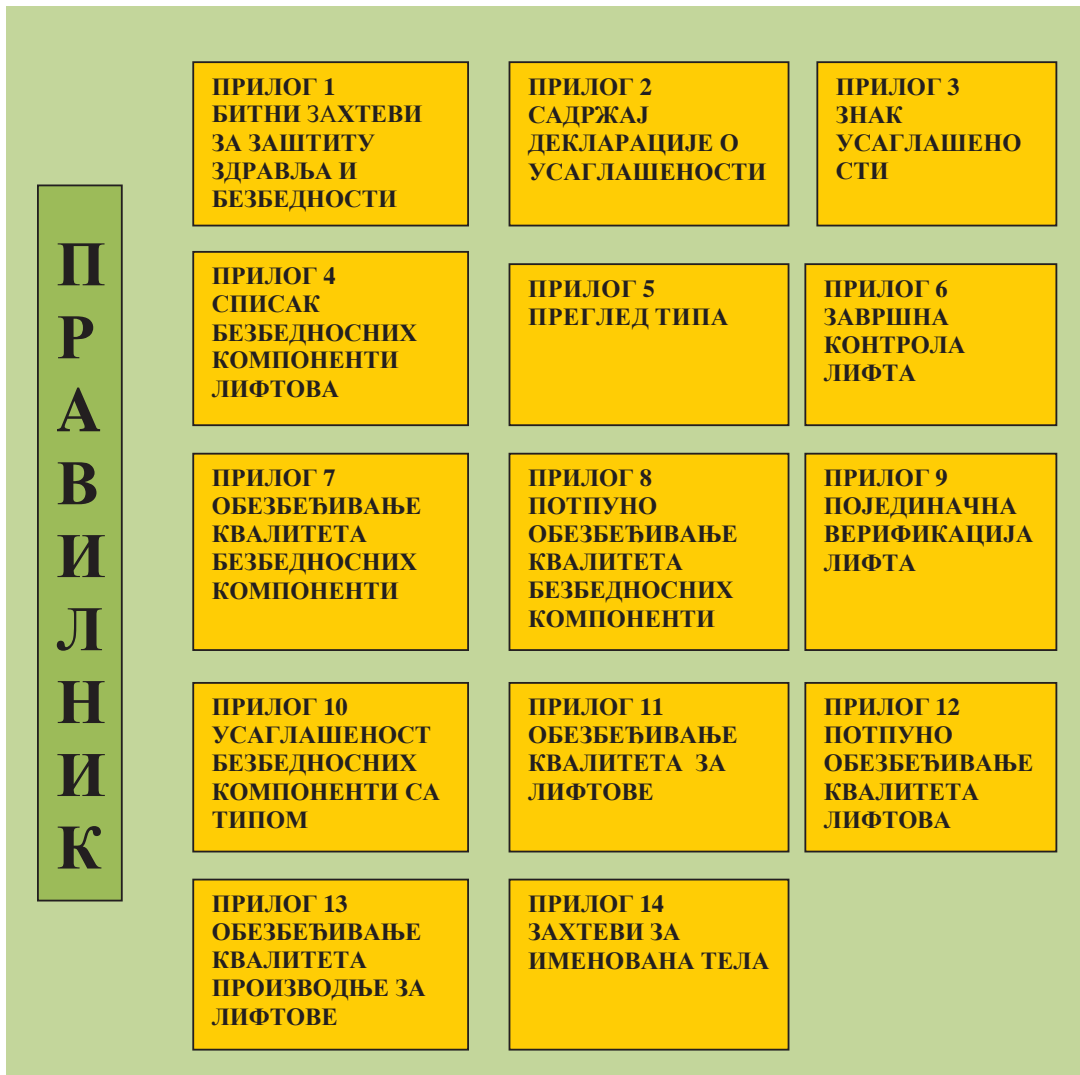 ПРАВИЛНИК
ПРИЛОГ 1
БИТНИ ЗАХТЕВИ
ЗА ЗАШТИТУ
ЗДРАВЉА И
БЕЗБЕДНОСТИ
ПРИЛОГ 2
САДРЖАЈ
ДЕКЛАРАЦИЈЕ О
УСАГЛАШЕНОСТИ
ПРИЛОГ 3
ЗНАК
УСАГЛАШЕНО
СТИ
ПРИЛОГ 4
СПИСАК
БЕЗБЕДНОСНИХ
КОМПОНЕНТИ
ЛИФТОВА
ПРИЛОГ 5
ПРЕГЛЕД ТИПА
ПРИЛОГ 6
ЗАВРШНА
КОНТРОЛА
ЛИФТА
ПРИЛОГ 7
ОБЕЗБЕЂИВАЊЕ
КВАЛИТЕТА
БЕЗБЕДНОСНИХ
КОМПОНЕНТИ
ПРИЛОГ 8
ПОТПУНО
ОБЕЗБЕЂИВАЊЕ
КВАЛИТЕТА
БЕЗБЕДНОСНИХ
КОМПОНЕНТИ
ПРИЛОГ 9
ПОЈЕДИНАЧНА
ВЕРИФИКАЦИЈА
ЛИФТА
ПРИЛОГ 10
УСАГЛАШЕНОСТ
БЕЗБЕДНОСНИХ
КОМПОНЕНТИ СА
ТИПОМ
ПРИЛОГ 11
ОБЕЗБЕЂИВАЊЕ
КВАЛИТЕТА ЗА
ЛИФТОВЕ
ПРИЛОГ 12
ПОТПУНО
ОБЕЗБЕЂИВАЊЕ
КВАЛИТЕТА
ЛИФТОВА
ПРИЛОГ 13
ОБЕЗБЕЂИВАЊЕ
КВАЛИТЕТА
ПРОИЗВОДЊЕ ЗА
ЛИФТОВЕ
ПРИЛОГ 14
ЗАХТЕВИ ЗА
ИМЕНОВАНА ТЕЛА